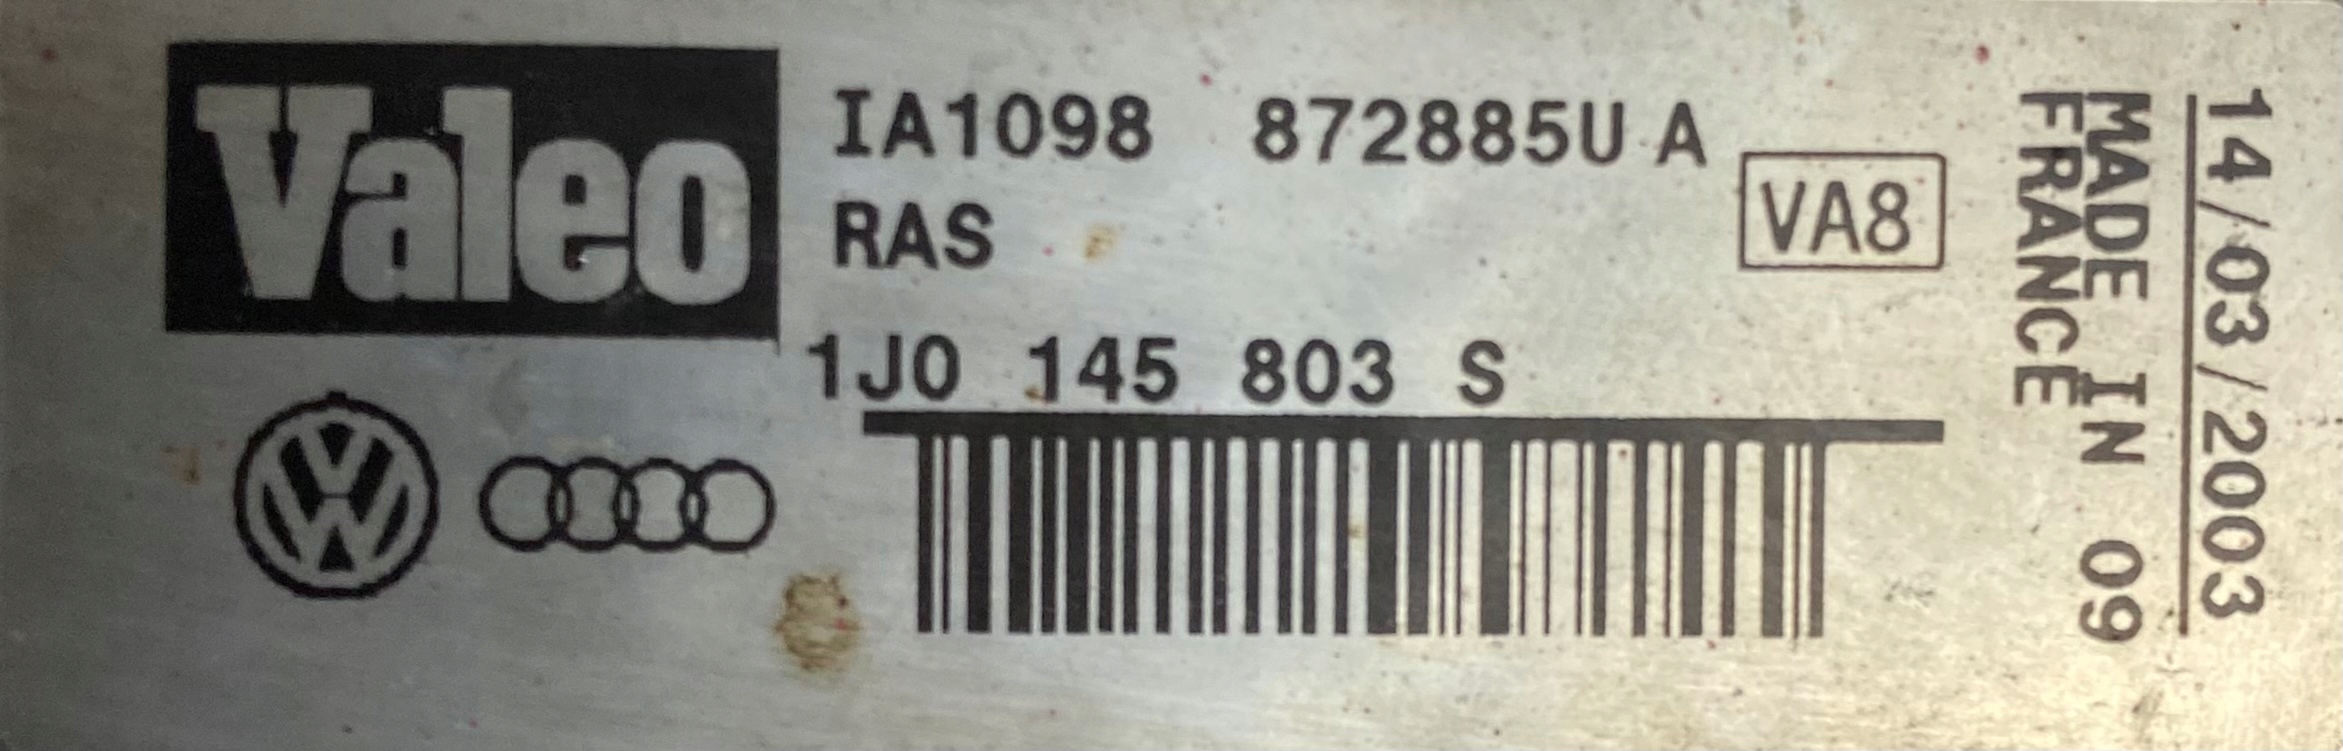 Valeo
IA1098 872885U A
RAS
VA8
1J0 145 803 S
14/03/2003
MADE IN 09
FRANCE